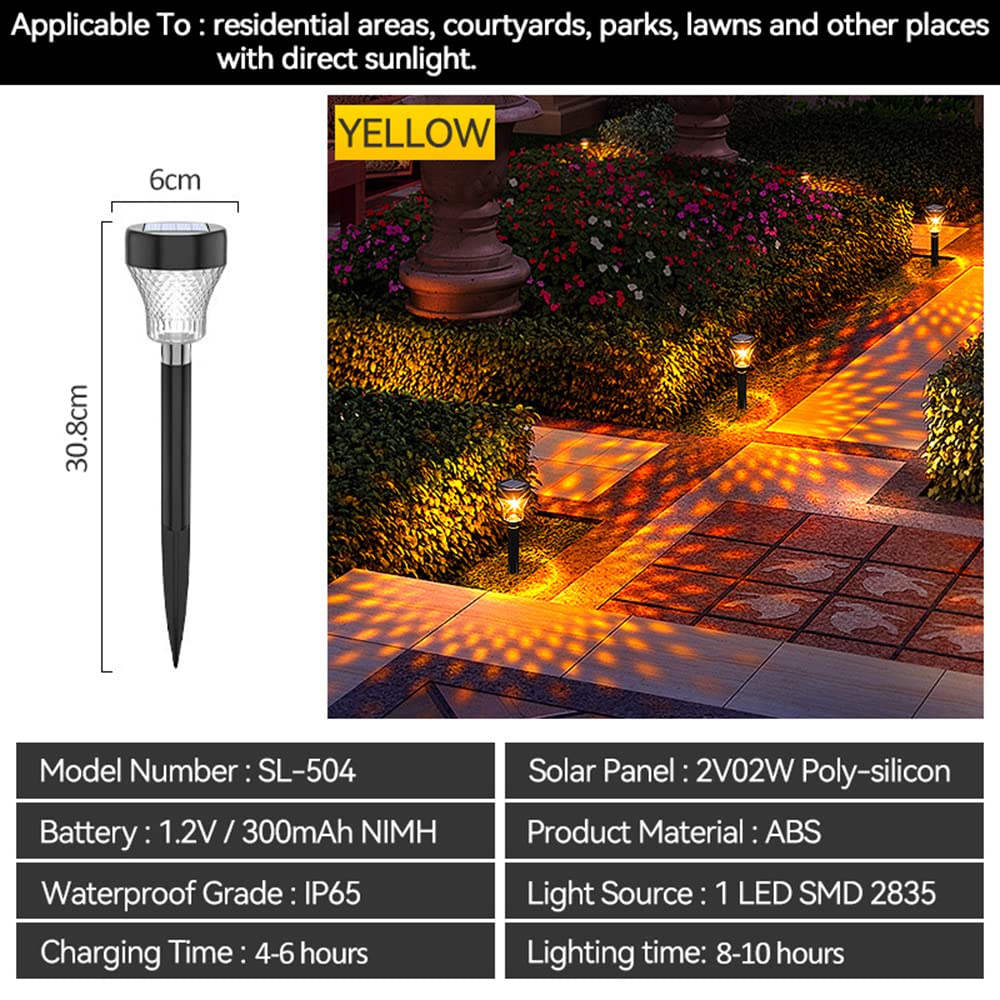 Applicable To : residential areas, courtyards, parks, lawns and other places
with direct sunlight.
YELLOW
6cm
30.8cm
Model Number : SL-504
Solar Panel : 2V02W Poly-silicon
Battery : 1.2V / 300mAh NIMH
Product Material : ABS
Waterproof Grade : IP65
Light Source : 1 LED SMD 2835
Charging Time : 4-6 hours
Lighting time: 8-10 hours